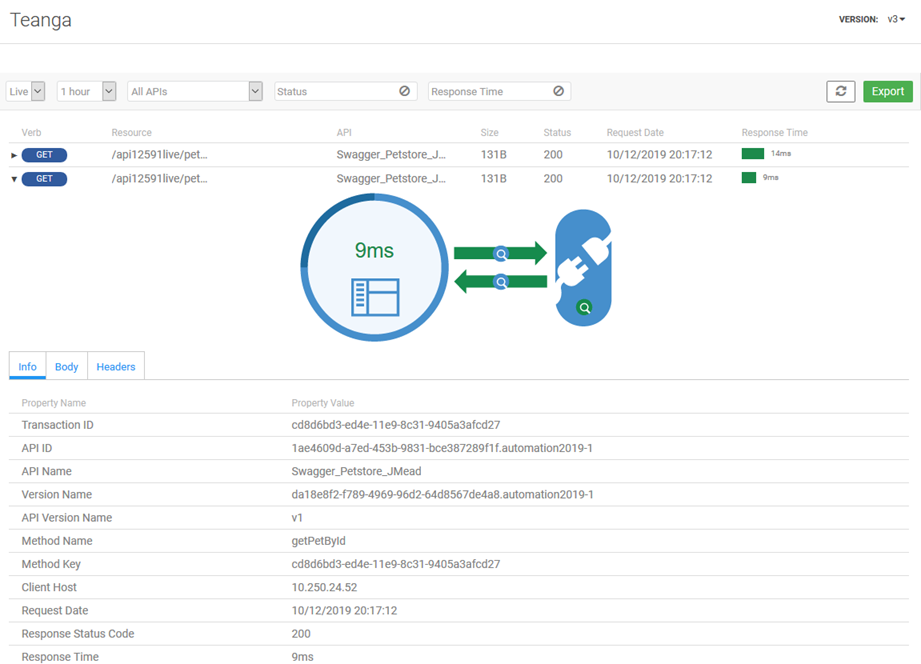 Teanga VERSION: v3
Live 1 hour All APIs Status Response Time Export
Verb Resource API Size Status Request Date Response Time
GET /api12591live/pet... Swagger_Petstore_J... 131B 200 10/12/2019 20:17:12 14ms
GET /api12591live/pet... Swagger_Petstore_J... 131B 200 10/12/2019 20:17:12 9ms
9ms
Info Body Headers
Property Name Property Value
Transaction ID cd8d6bd3-ed4e-11e9-8c31-9405a3afcd27
API ID 1ae4609d-a7ed-453b-9831-bce387289f1f.automation2019-1
API Name Swagger_Petstore_JMead
Version Name da18e8f2-f789-4969-96d2-64d8567de4a8.automation2019-1
API Version Name v1
Method Name getPetById
Method Key cd8d6bd3-ed4e-11e9-8c31-9405a3afcd27
Client Host 10.250.24.52
Request Date 10/12/2019 20:17:12
Response Status Code 200
Response Time 9ms